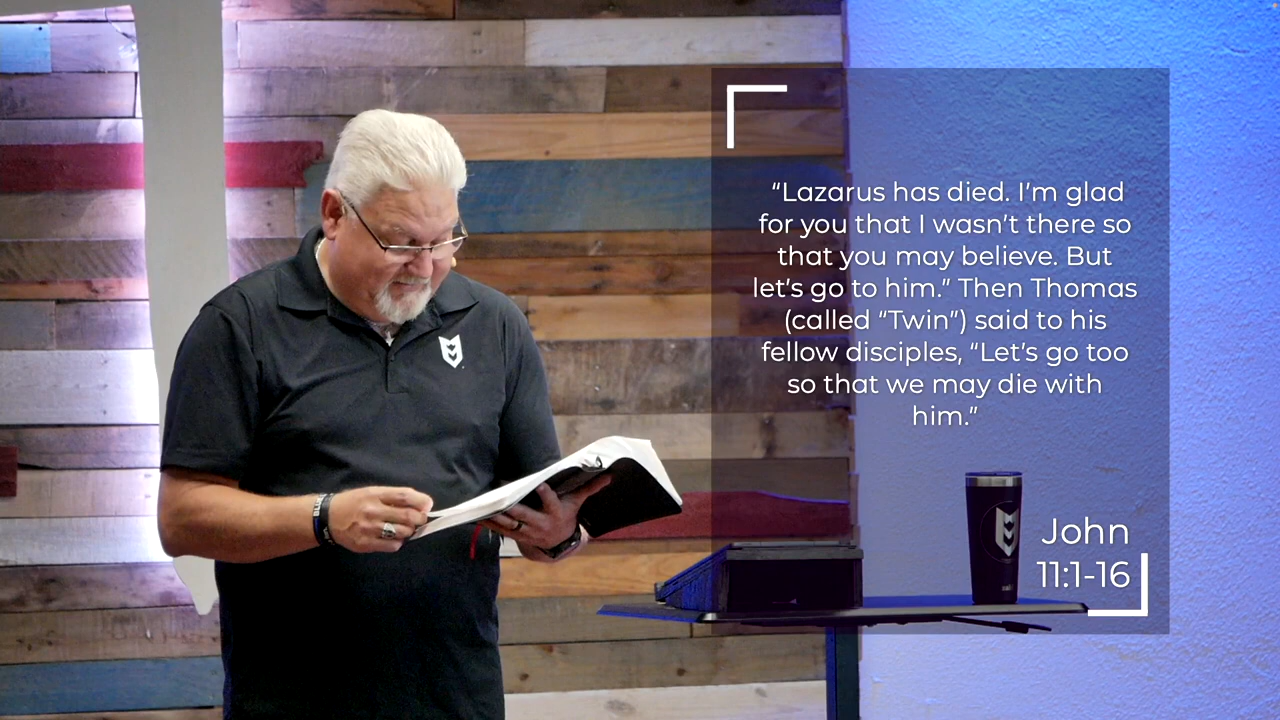 “Lazarus has died. I’m glad
for you that I wasn’t there so
that you may believe. But
let’s go to him.” Then Thomas
(called “Twin”) said to his
fellow disciples, “Let’s go too
so that we may die with
him.”
John
11:1-16